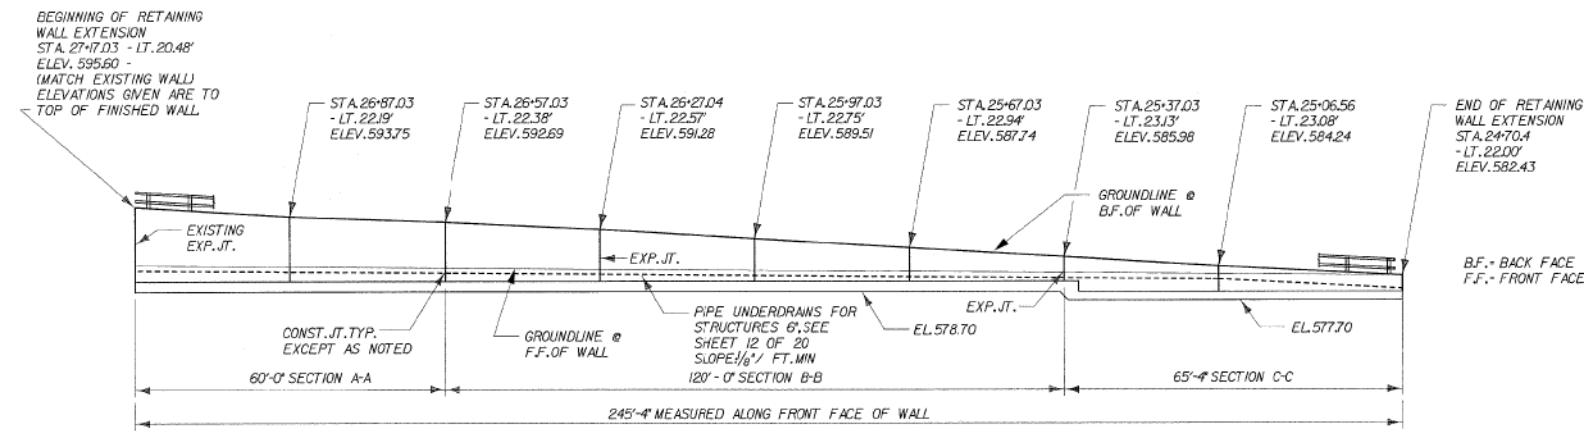 BEGINNING OF RETAINING
WALL EXTENSION
STA. 27+17.03 - LT. 20.48'
ELEV. 595.60 -
(MATCH EXISTING WALL)
ELEVATIONS GIVEN ARE TO
TOP OF FINISHED WALL
STA.26+87.03
- LT. 22.19'
ELEV.593.75
STA.26+57.03
- LT.22.38'
ELEV.592.69
STA.26+27.04
- LT.22.57'
ELEV.591.28
STA.25+97.03
- LT.22.75'
ELEV.589.51
STA.25+67.03
- LT.22.94'
ELEV.587.74
STA.25+37.03
- LT.23.13'
ELEV.585.98
STA.25+06.56
- LT.23.08'
ELEV.584.24
END OF RETAINING
WALL EXTENSION
STA.24+70.4
- LT.22.00'
ELEV.582.43
GROUNDLINE @
B.F. OF WALL
EXISTING
EXP.JT.
EXP.JT.
B.F.- BACK FACE
F.F.- FRONT FACE
EXP.JT.
CONST.JT.TYP.
EXCEPT AS NOTED
GROUNDLINE @
F.F.OF WALL
PIPE UNDERDRAINS FOR
STRUCTURES 6",SEE
SHEET 12 OF 20
SLOPE:1/8"/ FT.MIN
EL.578.70
EL.577.70
60'-0" SECTION A-A
120'-0" SECTION B-B
65'-4" SECTION C-C
245'-4" MEASURED ALONG FRONT FACE OF WALL